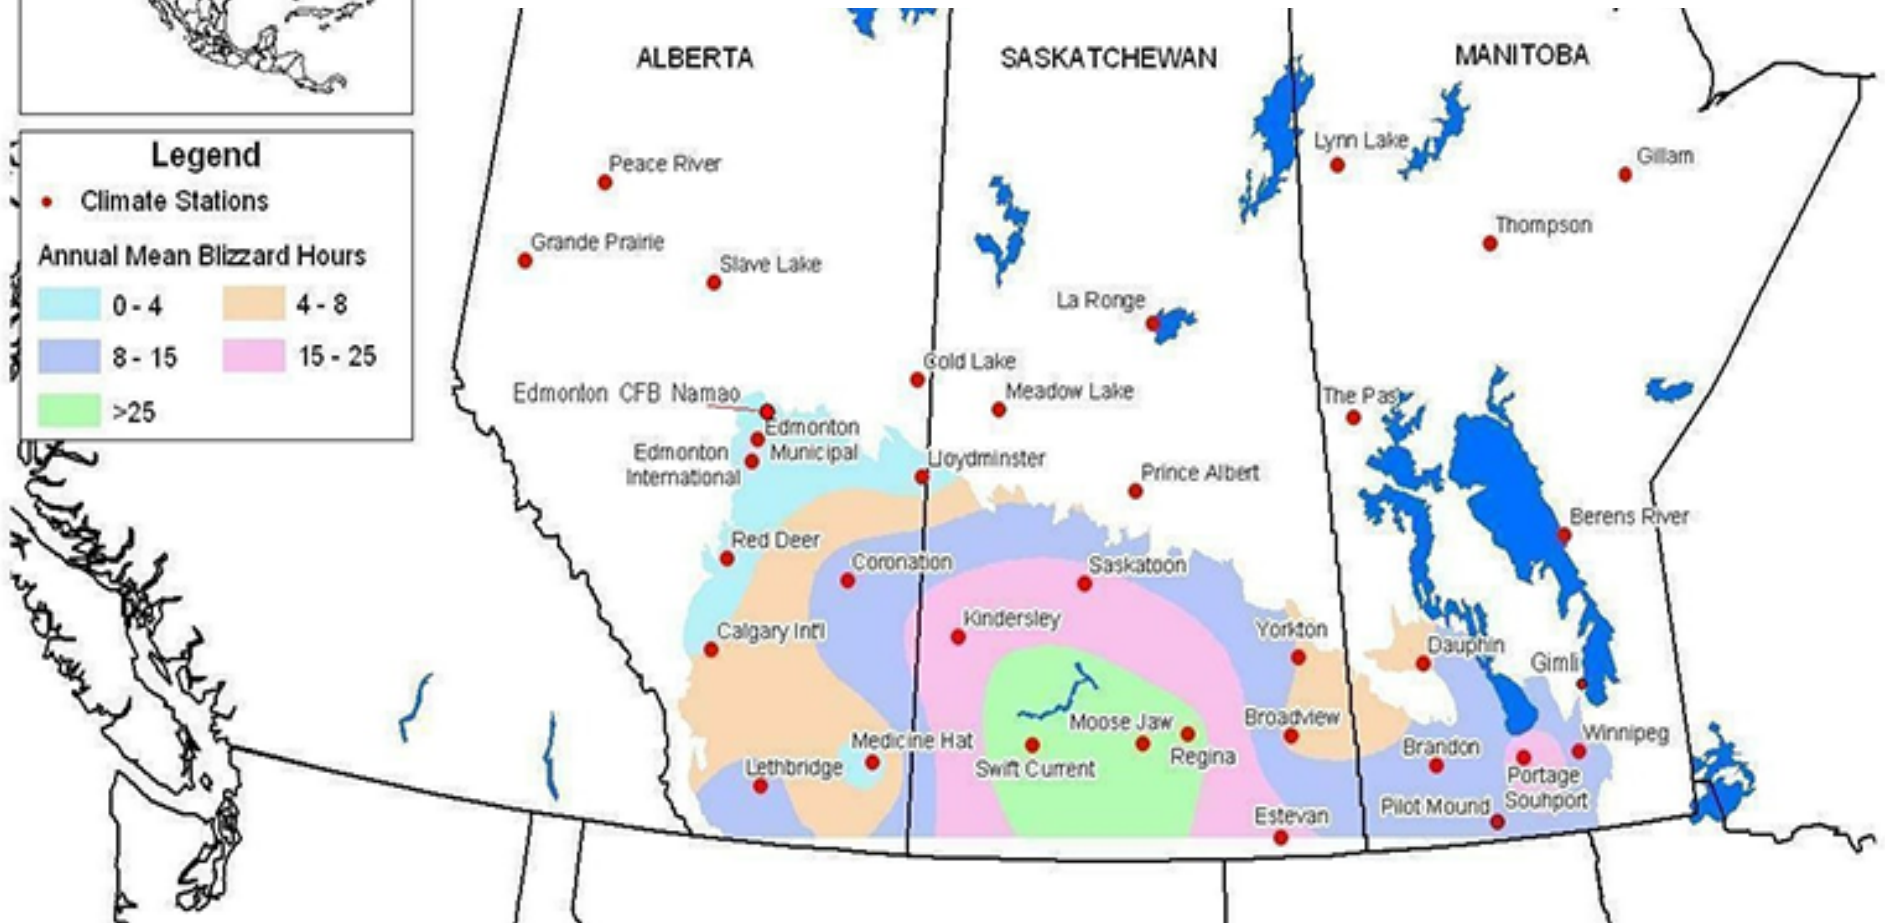 ALBERTA
SASKATCHEWAN
MANITOBA
Legend
Climate Stations
Annual Mean Blizzard Hours
0 - 4
4 - 8
8 - 15
15 - 25
>25
Peace River
Grande Prairie
Slave Lake
Lynn Lake
Gillam
Thompson
La Ronge
Cold Lake
Meadow Lake
The Pas
Edmonton CFB Namao
Edmonton
Municipal
Edmonton
International
Lloydminster
Prince Albert
Berens River
Red Deer
Coronation
Saskatoon
Calgary Int'l
Kindersley
Yorkton
Dauphin
Gimli
Medicine Hat
Lethbridge
Swift Current
Moose Jaw
Regina
Broadview
Brandon
Winnipeg
Portage
Souhport
Pilot Mound
Estevan